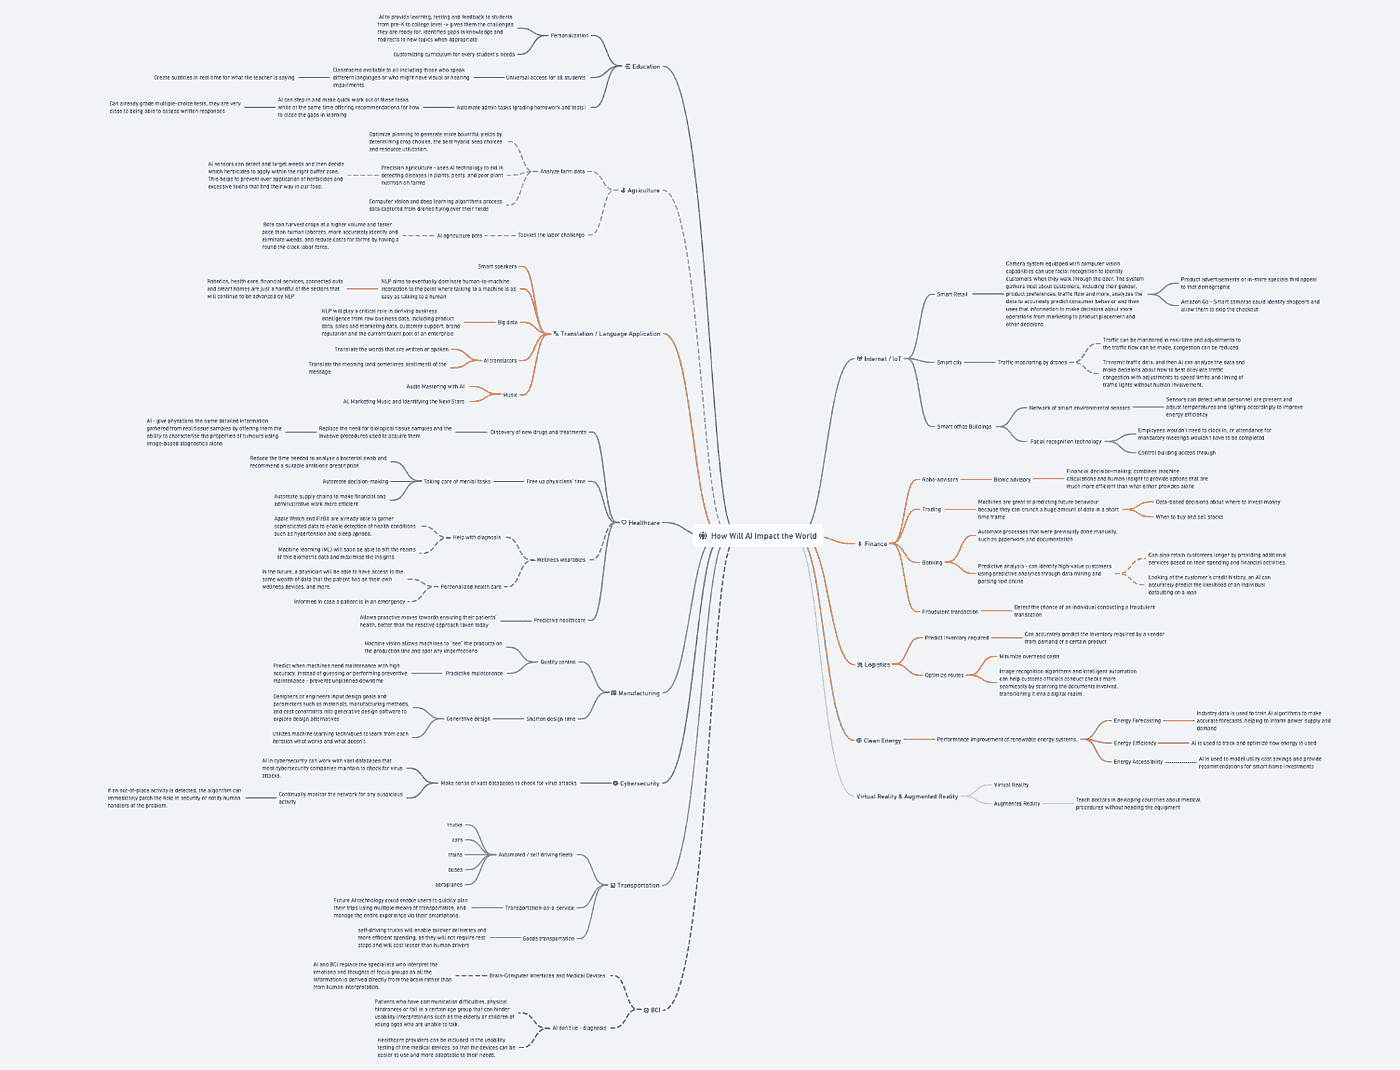 How Will AI Impact the World
Education
Personalization
AI to provide learning, testing and feedback to students
from pre-K to college level -> gives them the challenges
they are ready for, identifies gaps in knowledge and
redirects to new topics when appropriate
Customizing curriculum for every student's needs
Universal access for all students
Classrooms available to all including those who speak
different languages or who might have visual or hearing
impairments
Create subtitles in real time for what the teacher is saying
Automate admin tasks (grading homework and tests)
AI can step in and make quick work out of these tasks
while at the same time offering recommendations for how
to close the gaps in learning
Can already grade multiple-choice tests, they are very
close to being able to assess written responses
Agriculture
Analyze farm data
Optimize planning to generate more bountiful yields by
determining crop choices, the best hybrid seed choices
and resource utilization.
Precision agriculture - uses AI technology to aid in
detecting diseases in plants, pests, and poor plant
nutrition on farms
AI sensors can detect and target weeds and then decide
which herbicides to apply within the right buffer zone.
This helps to prevent over application of herbicides and
excessive toxins that find their way in our food.
Computer vision and deep learning algorithms process
data captured from drones flying over their fields
Tackles the labor challenge
AI agriculture bots
Bots can harvest crops at a higher volume and faster
pace than human laborers, more accurately identify and
eliminate weeds, and reduce costs for farms by having a
round the clock labor force.
Translation / Language Application
Smart speakers
NLP aims to eventually dominate human-to-machine
interaction to the point where talking to a machine is as
easy as talking to a human
Robotics, health care, financial services, connected auto
and smart homes are just a handful of the sectors that
will continue to be advanced by NLP
Big data
NLP will play a critical role in deriving business
intelligence from raw business data, including product
data, sales and marketing data, customer support, brand
reputation and the current talent pool of an enterprise
AI translators
Translate the words that are written or spoken
Translate the meaning (and sometimes sentiment) of the
message
Music
Audio Mastering with AI
AI, Marketing Music and Identifying the Next Stars
Healthcare
Discovery of new drugs and treatments
Replace the need for biological tissue samples and the
invasive procedures used to acquire them
AI - give physicians the same detailed information
gathered from real tissue samples by offering them the
ability to characterise the properties of tumours using
image-based diagnostics alone
Free up physicians' time
Taking care of menial tasks
Reduce the time needed to analyse a bacterial swab and
recommend a suitable antibiotic prescription
Automate decision-making
Automate supply chains to make financial and
administrative work more efficient
Wellness wearables
Help with diagnosis
Apple Watch and FitBit are already able to gather
sophisticated data to enable detection of health conditions
such as hypertension and sleep apnoea.
Machine learning (ML) will soon be able to sift the reams
of this biometric data and maximise the insights.
Personalized health care
In the future, a physician will be able to have access to the
same wealth of data that the patient has on their own
wellness devices, and more.
Informed in case a patient is in an emergency
Predictive healthcare
Allows proactive moves towards ensuring their patients'
health, better than the reactive approach taken today
Manufacturing
Quality control
Machine vision allows machines to "see" the products on
the production line and spot any imperfections
Predictive maintenance
Predict when machines need maintenance with high
accuracy, instead of guessing or performing preventive
maintenance - prevents unplanned downtime
Shorten design time
Generative design
Designers or engineers input design goals and
parameters such as materials, manufacturing methods,
and cost constraints into generative design software to
explore design alternatives
Utilizes machine learning techniques to learn from each
iteration what works and what doesn't.
Cybersecurity
Make sense of vast databases to check for virus attacks
AI in cybersecurity can work with vast databases that
most cybersecurity companies maintain to check for virus
attacks.
Continually monitor the network for any suspicious
activity
If an out-of-place activity is detected, the algorithm can
immediately patch the hole in security or notify human
handlers of the problem.
Transportation
Automated / self driving fleets
trucks
cars
trains
buses
aeroplanes
Transportation-as-a-service
Future AI technology could enable users to quickly plan
their trips using multiple means of transportation, and
manage the entire experience via their smartphone.
Goods transportation
self-driving trucks will enable quicker deliveries and
more efficient spending, as they will not require rest
stops and will cost lesser than human drivers
BCI
Brain-Computer Interfaces and Medical Devices
AI and BCI replace the specialists who interpret the
emotions and thoughts of focus groups as all the
information is derived directly from the brain rather than
from human interpretation.
AI don't lie - diagnosis
Patients who have communication difficulties, physical
hindrances or fall in a certain age group that can hinder
usability interpretations such as the elderly or children of
young ages who are unable to talk.
Healthcare providers can be included in the usability
testing of the medical devices, so that the devices can be
easier to use and more adaptable to their needs.
Internet / IoT
Smart Retail
Camera system equipped with computer vision
capabilities can use facial recognition to identify
customers when they walk through the door. The system
gathers intel about customers, including their gender,
product preferences, traffic flow and more, analyzes the
data to accurately predict consumer behavior and then
uses that information to make decisions about store
operations from marketing to product placement and
other decisions
Product advertisements or in-store specials that appeal
to that demographic
Amazon Go - Smart cameras could identify shoppers and
allow them to skip the checkout
Smart city
Traffic monitoring by drones
Traffic can be monitored in real-time and adjustments to
the traffic flow can be made, congestion can be reduced
Transmit traffic data, and then AI can analyze the data and
make decisions about how to best alleviate traffic
congestion with adjustments to speed limits and timing of
traffic lights without human involvement.
Smart office Buildings
Network of smart environmental sensors
Sensors can detect what personnel are present and
adjust temperatures and lighting accordingly to improve
energy efficiency.
Facial recognition technology
Employees wouldn't need to clock in, or attendance for
mandatory meetings wouldn't have to be completed
Control building access through
Finance
Robo-advisors
Bionic advisory
Financial decision-making: combines machine
calculations and human insight to provide options that are
much more efficient than what either provides alone
Trading
Machines are great at predicting future behaviour
because they can crunch a huge amount of data in a short
time frame
Data-based decisions about where to invest money
When to buy and sell stocks
Banking
Automate processes that were previously done manually,
such as paperwork and documentation
Predictive analysis - can identify high-value customers
using predictive analytics through data mining and
parsing text online
Can also retain customers longer by providing additional
services based on their spending and financial activities.
Looking at the customer's credit history, an AI can
accurately predict the likelihood of an individual
defaulting on a loan
Fraudulent transaction
Detect the chance of an individual conducting a fraudulent
transaction
Logistics
Predict inventory required
Can accurately predict the inventory required by a vendor
from demand of a certain product
Optimize routes
Minimize overhead costs
Image recognition algorithms and intelligent automation
can help customs officials conduct checks more
seamlessly by scanning the documents involved,
transitioning it into a digital realm.
Clean Energy
Performance improvement of renewable energy systems.
Energy Forecasting
Industry data is used to train AI algorithms to make
accurate forecasts, helping to inform power supply and
demand
Energy Efficiency
AI is used to track and optimize how energy is used
Energy Accessibility
AI is used to model utility cost savings and provide
recommendations for smart home investments
Virtual Reality & Augmented Reality
Virtual Reality
Augmented Reality
Teach doctors in developing countries about medical
procedures without needing the equipment